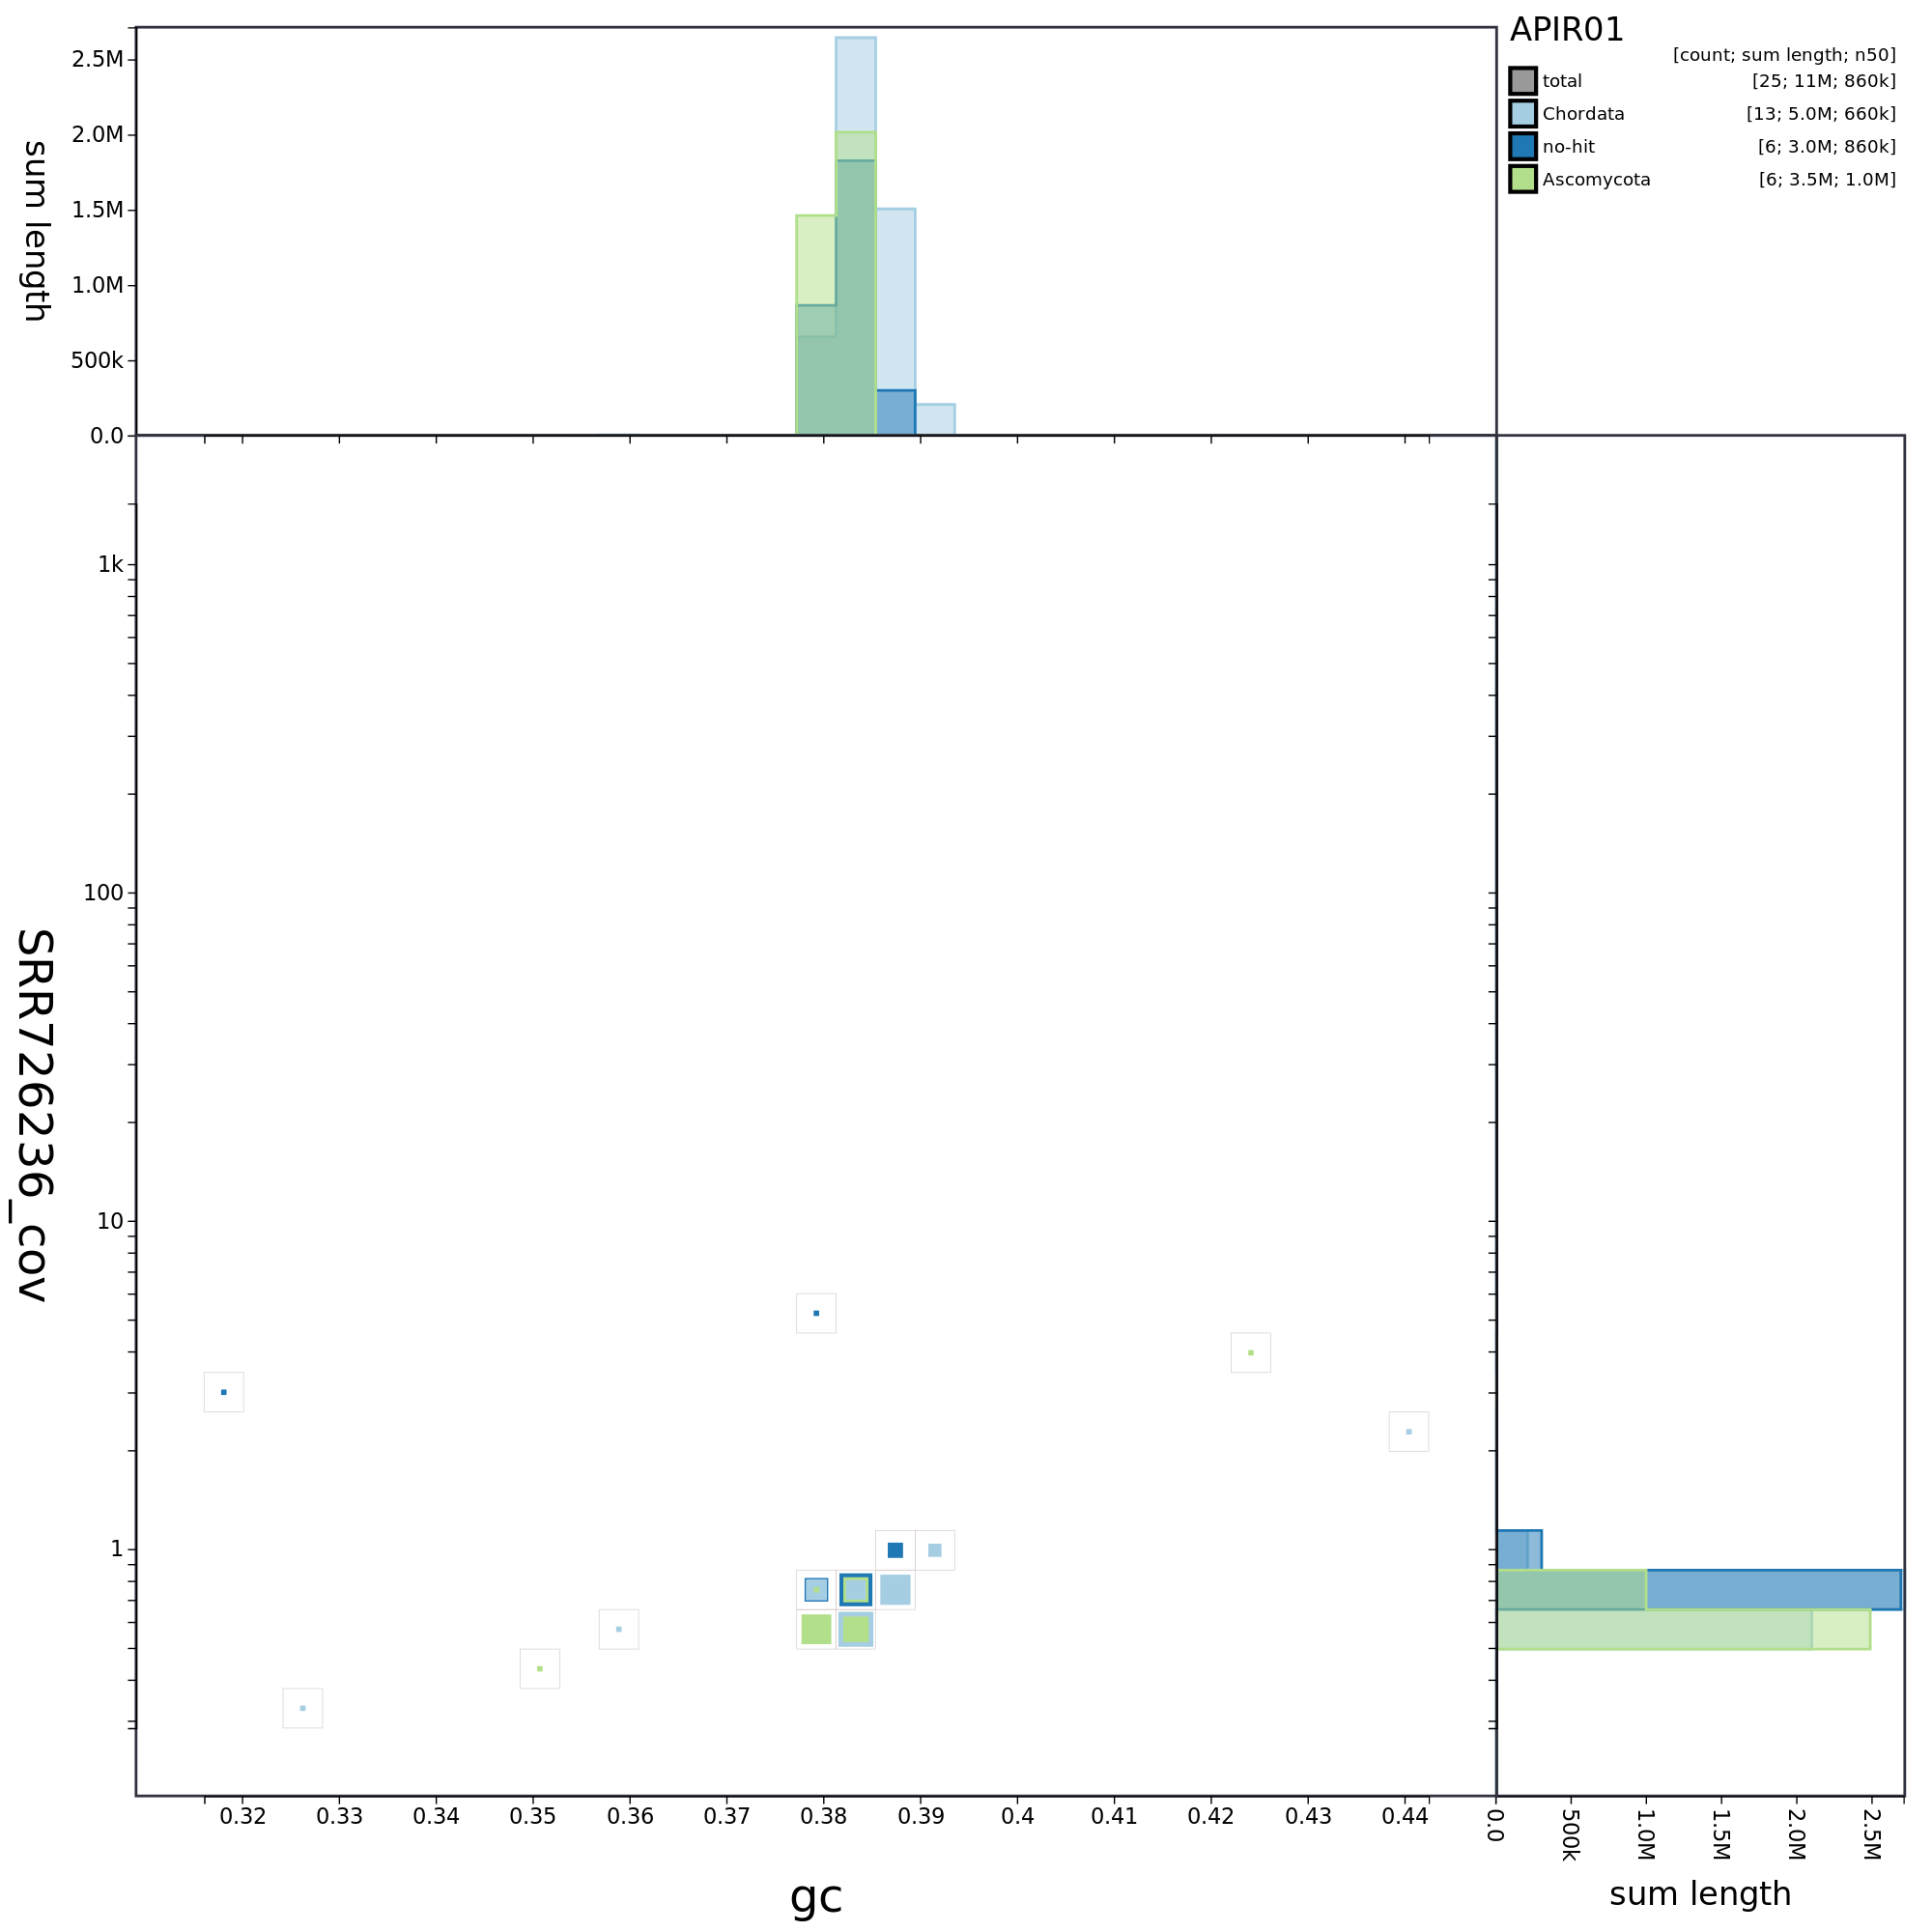 APIR01
[count; sum length; n50]
total [25; 11M; 860k]
Chordata [13; 5.0M; 660k]
no-hit [6; 3.0M; 860k]
Ascomycota [6; 3.5M; 1.0M]
sum length
2.5M
2.0M
1.5M
1.0M
500k
0.0
SRR726236_cov
1k
100
10
1
0.32 0.33 0.34 0.35 0.36 0.37 0.38 0.39 0.4 0.41 0.42 0.43 0.44
gc
0.0 500k 1.0M 1.5M 2.0M 2.5M
sum length